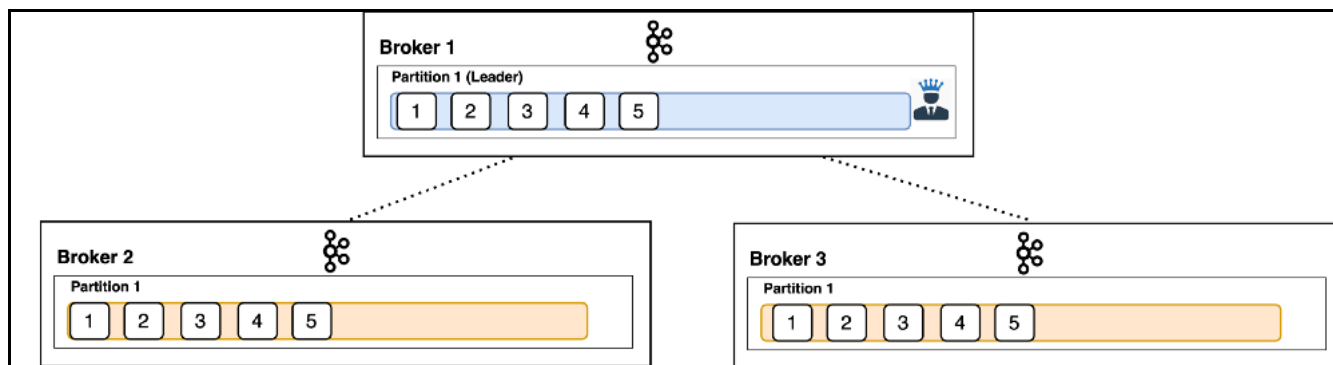 Broker 1
Partition 1 (Leader)
1 2 3 4 5
Broker 2
Partition 1
1 2 3 4 5
Broker 3
Partition 1
1 2 3 4 5